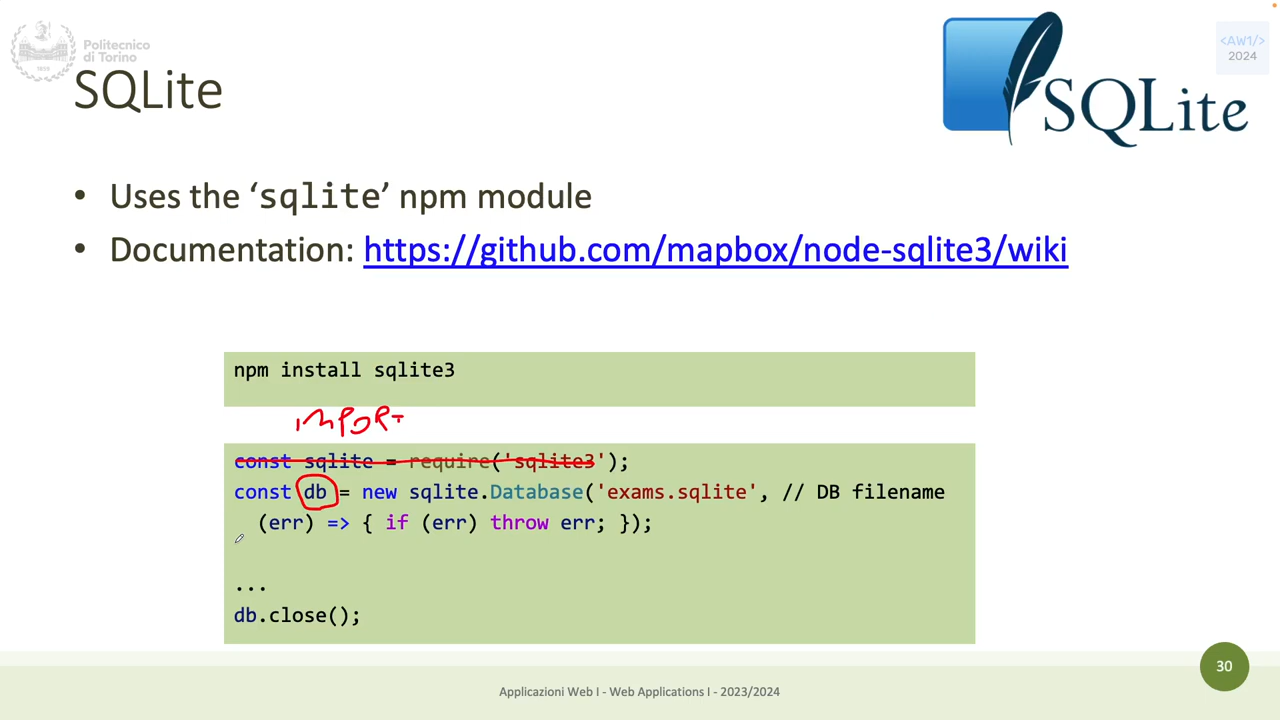 Politecnico
di Torino
1859
SQLite
SQLite
<AW1/>
2024
• Uses the ‘sqlite’ npm module
• Documentation: https://github.com/mapbox/node-sqlite3/wiki
npm install sqlite3
IMPORT
const sqlite = require('sqlite3');
const db = new sqlite.Database('exams.sqlite', // DB filename
(err) => { if (err) throw err; });
...
db.close();
30
Applicazioni Web I - Web Applications I - 2023/2024